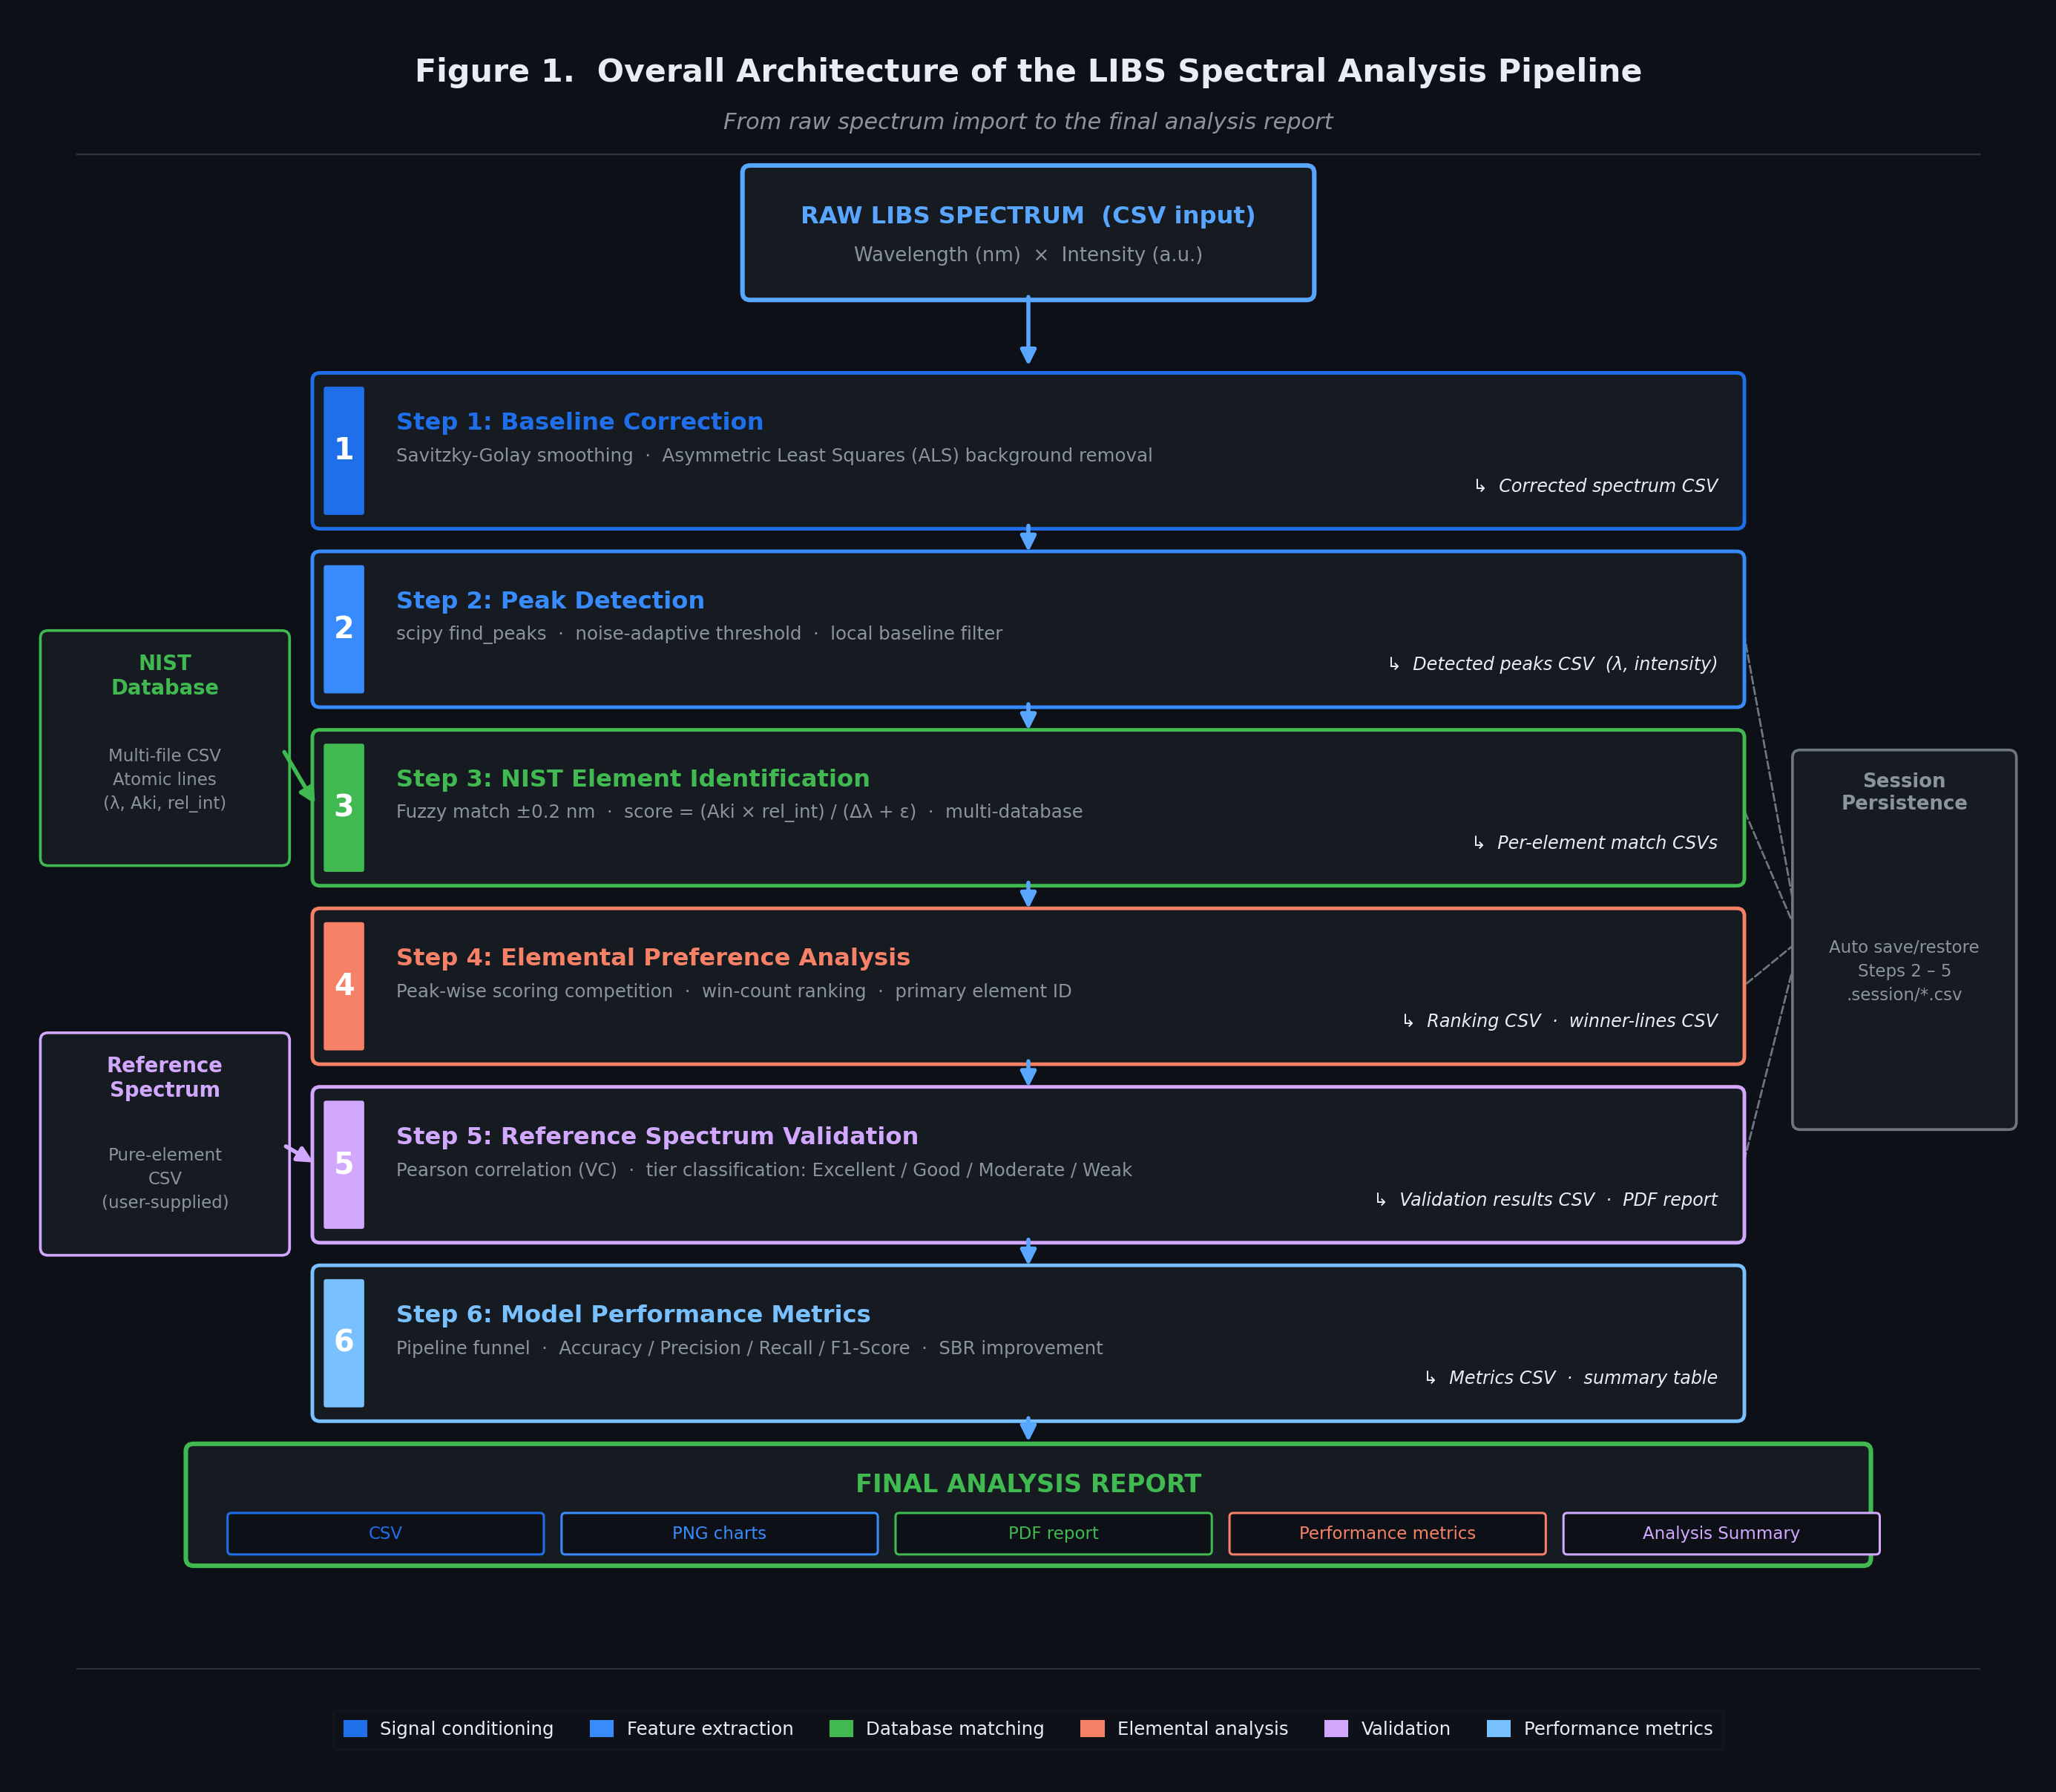 Figure 1.  Overall Architecture of the LIBS Spectral Analysis Pipeline
From raw spectrum import to the final analysis report
RAW LIBS SPECTRUM  (CSV input)
Wavelength (nm)  ×  Intensity (a.u.)
1
Step 1: Baseline Correction
Savitzky-Golay smoothing  ·  Asymmetric Least Squares (ALS) background removal
↳  Corrected spectrum CSV
2
Step 2: Peak Detection
scipy find_peaks  ·  noise-adaptive threshold  ·  local baseline filter
↳  Detected peaks CSV  (λ, intensity)
NIST
Database
Multi-file CSV
Atomic lines
(λ, Aki, rel_int)
3
Step 3: NIST Element Identification
Fuzzy match ±0.2 nm  ·  score = (Aki × rel_int) / (Δλ + ε)  ·  multi-database
↳  Per-element match CSVs
Session
Persistence
Auto save/restore
Steps 2 – 5
.session/*.csv
4
Step 4: Elemental Preference Analysis
Peak-wise scoring competition  ·  win-count ranking  ·  primary element ID
↳  Ranking CSV  ·  winner-lines CSV
Reference
Spectrum
Pure-element
CSV
(user-supplied)
5
Step 5: Reference Spectrum Validation
Pearson correlation (VC)  ·  tier classification: Excellent / Good / Moderate / Weak
↳  Validation results CSV  ·  PDF report
6
Step 6: Model Performance Metrics
Pipeline funnel  ·  Accuracy / Precision / Recall / F1-Score  ·  SBR improvement
↳  Metrics CSV  ·  summary table
FINAL ANALYSIS REPORT
CSV
PNG charts
PDF report
Performance metrics
Analysis Summary
Signal conditioning
Feature extraction
Database matching
Elemental analysis
Validation
Performance metrics